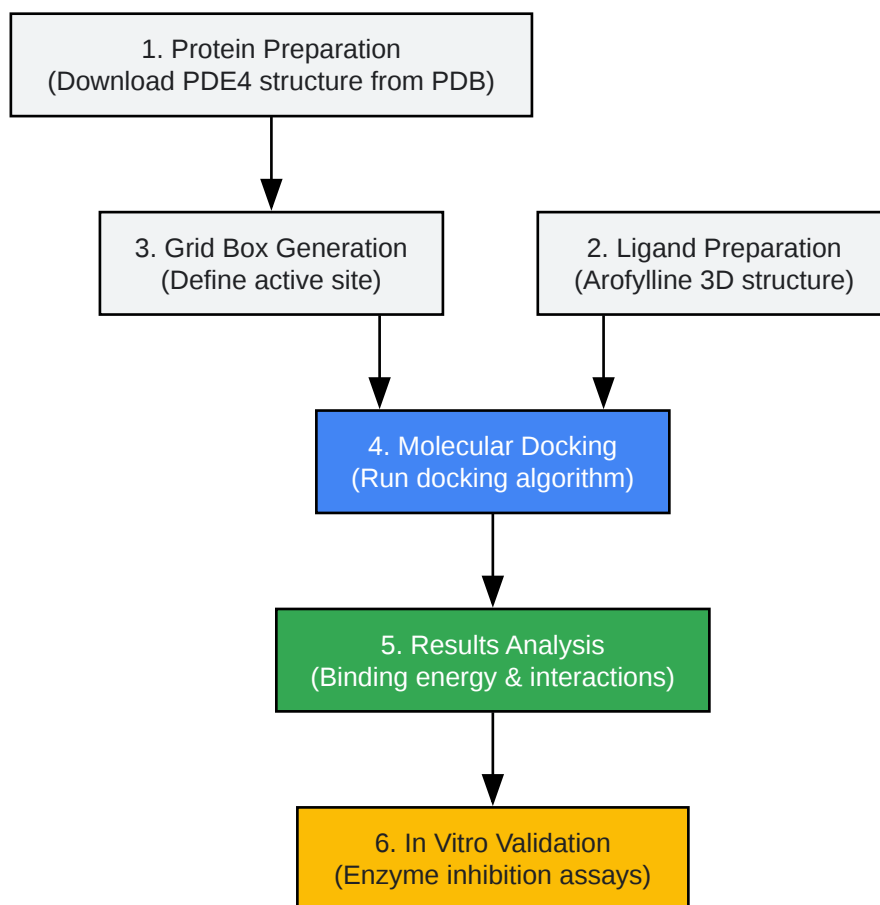 1. Protein Preparation
(Download PDE4 structure from PDB)
3. Grid Box Generation
(Define active site)
2. Ligand Preparation
(Arofylline 3D structure)
4. Molecular Docking
(Run docking algorithm)
5. Results Analysis
(Binding energy & interactions)
6. In Vitro Validation
(Enzyme inhibition assays)